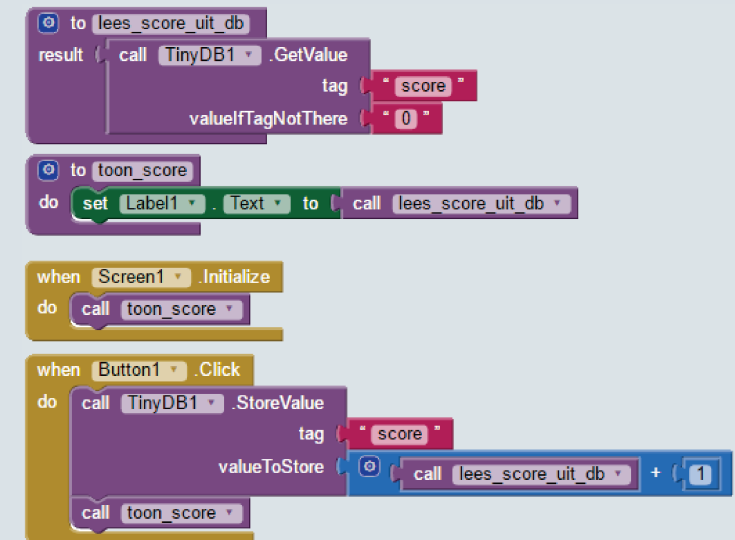 to lees_score_uit_db
result call TinyDB1 .GetValue
tag " score "
valueIfTagNotThere " 0 "
to toon_score
do set Label1 . Text to call lees_score_uit_db
when Screen1 .Initialize
do call toon_score
when Button1 .Click
do call TinyDB1 .StoreValue
tag " score "
valueToStore call lees_score_uit_db + 1
call toon_score